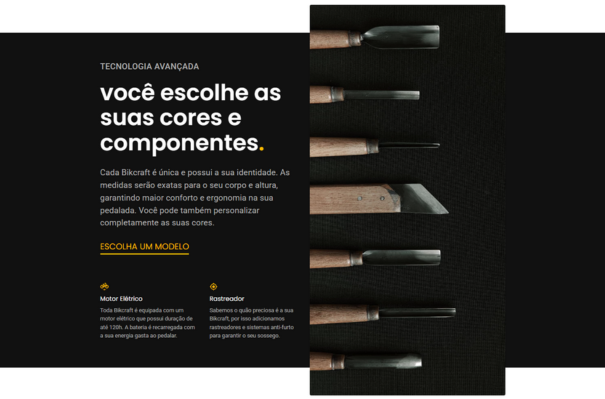 TECNOLOGIA AVANÇADA
você escolhe as
suas cores e
componentes.
Cada Bikcraft é única e possui a sua identidade. As
medidas serão exatas para o seu corpo e altura,
garantindo maior conforto e ergonomia na sua
pedalada. Você pode também personalizar
completamente as suas cores.
ESCOLHA UM MODELO
Motor Elétrico
Toda Bikcraft é equipada com um
motor elétrico que possui duração de
até 120h. A bateria é recarregada com
a sua energia gasta ao pedalar.
Rastreador
Sabemos o quão preciosa é a sua
Bikcraft, por isso adicionamos
rastreadores e sistemas anti-furto
para garantir o seu sossego.